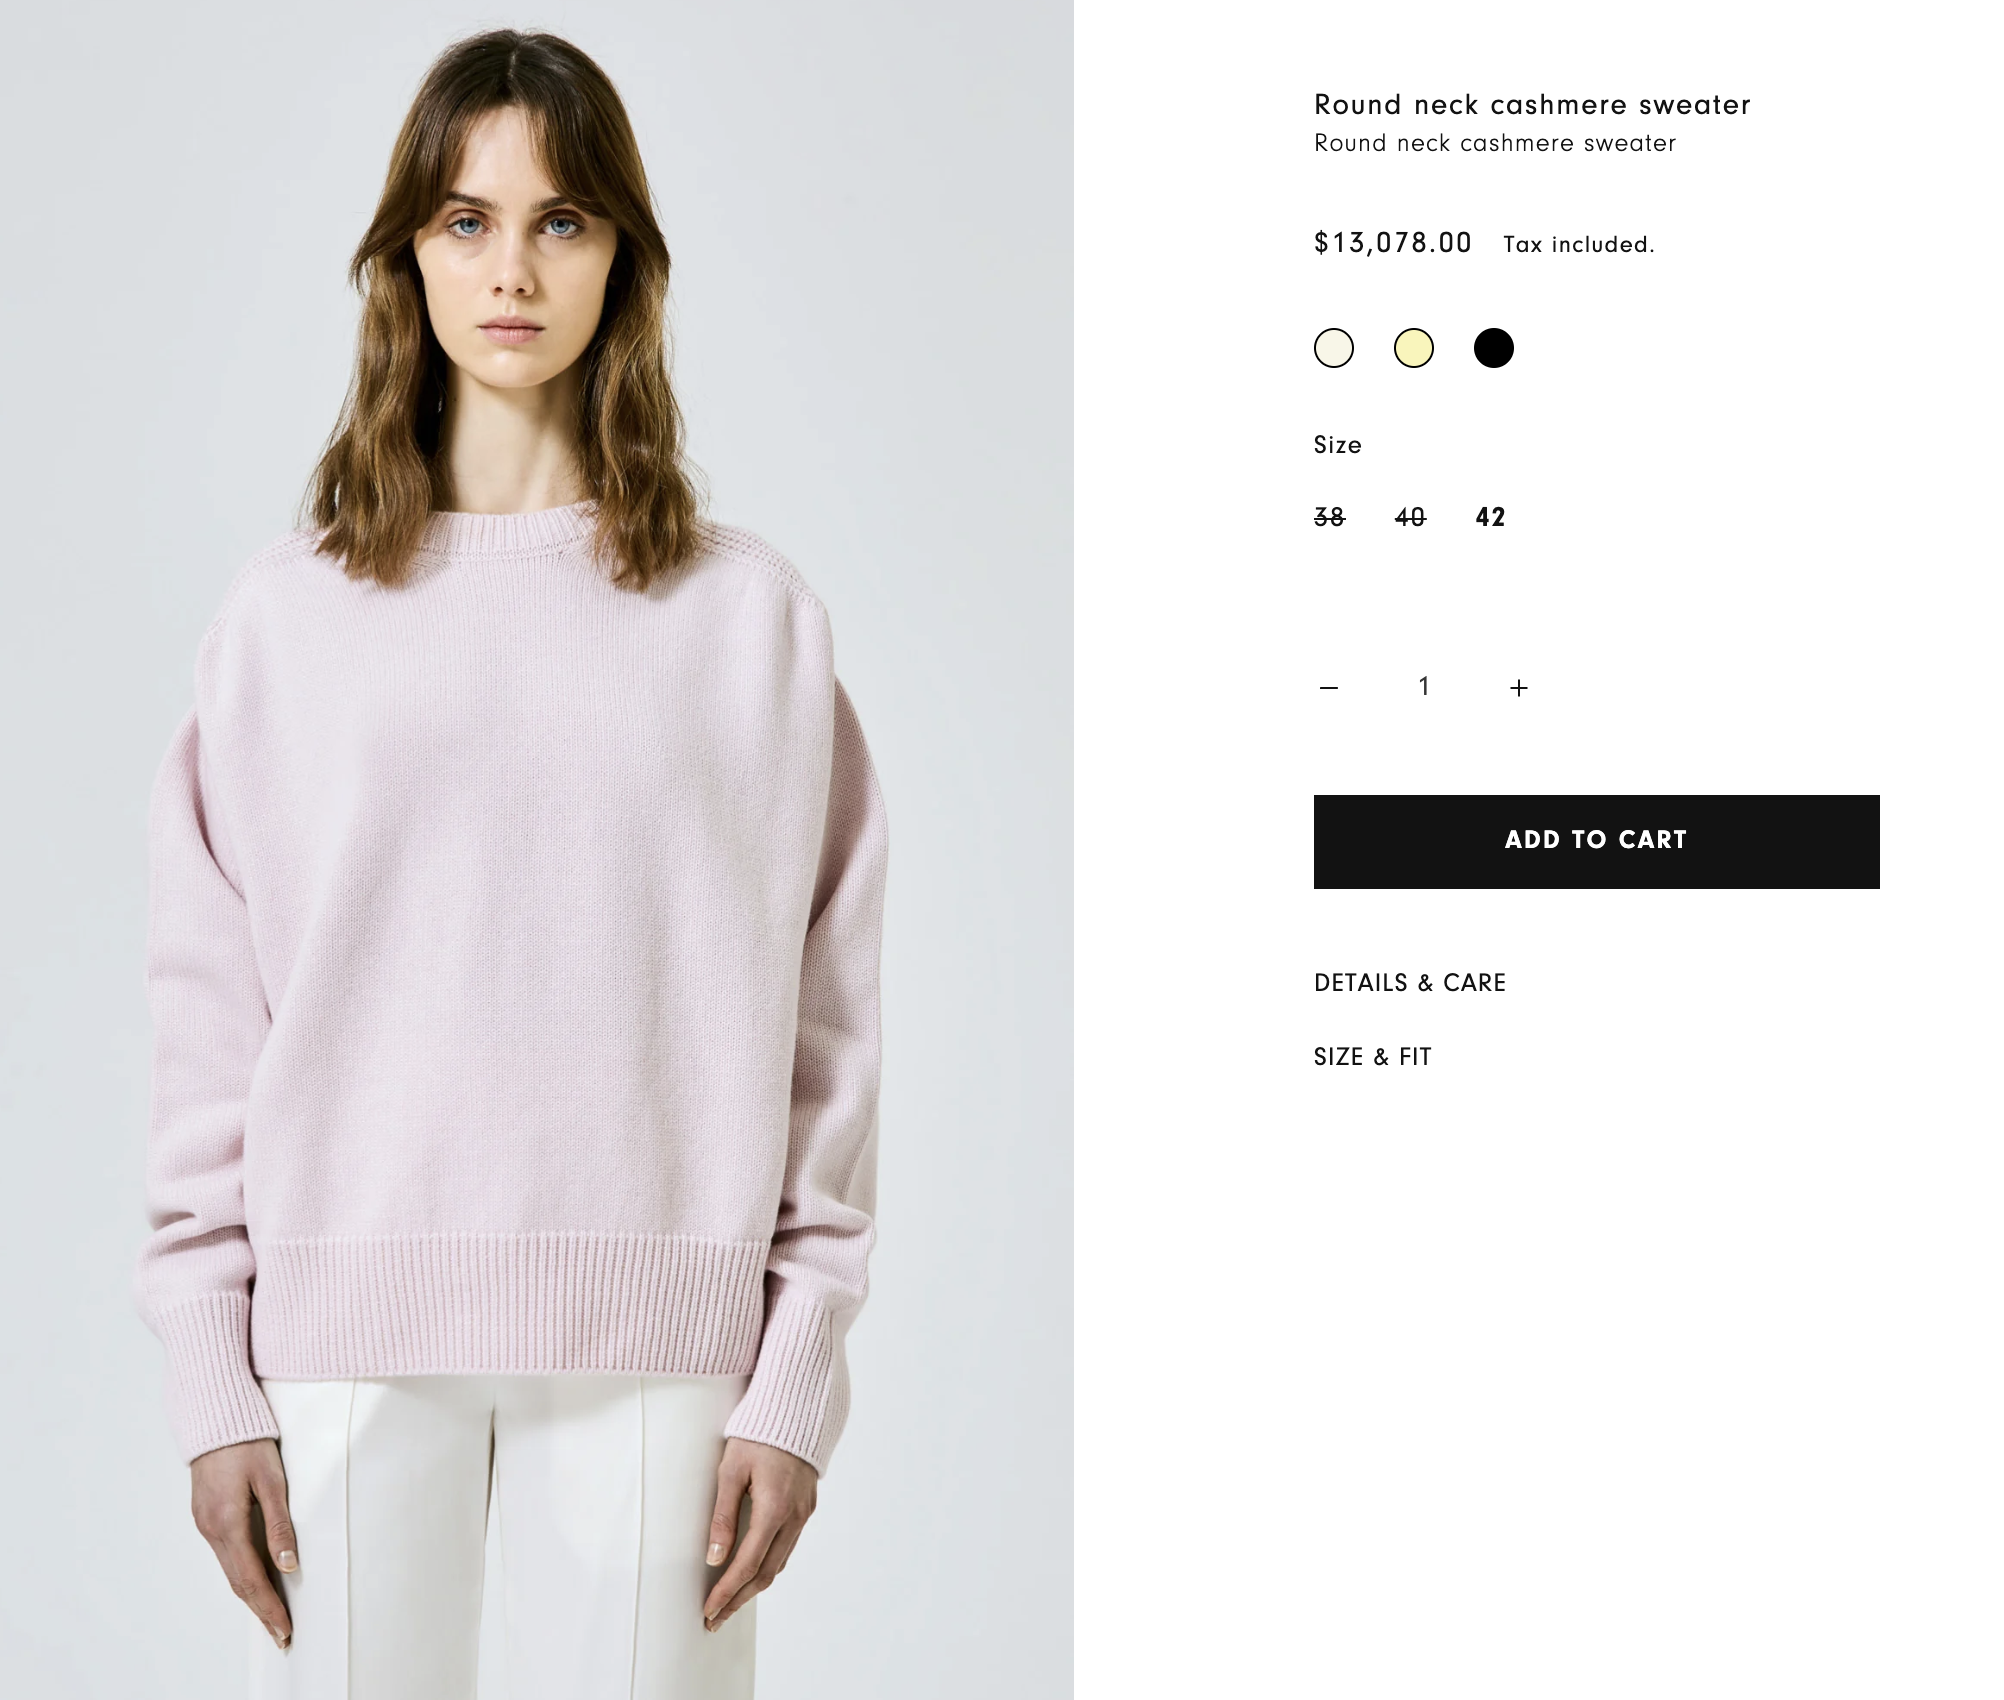 Round neck cashmere sweater
Round neck cashmere sweater
$13,078.00 Tax included.
Size
38 40 42
− 1 +
ADD TO CART
DETAILS & CARE
SIZE & FIT